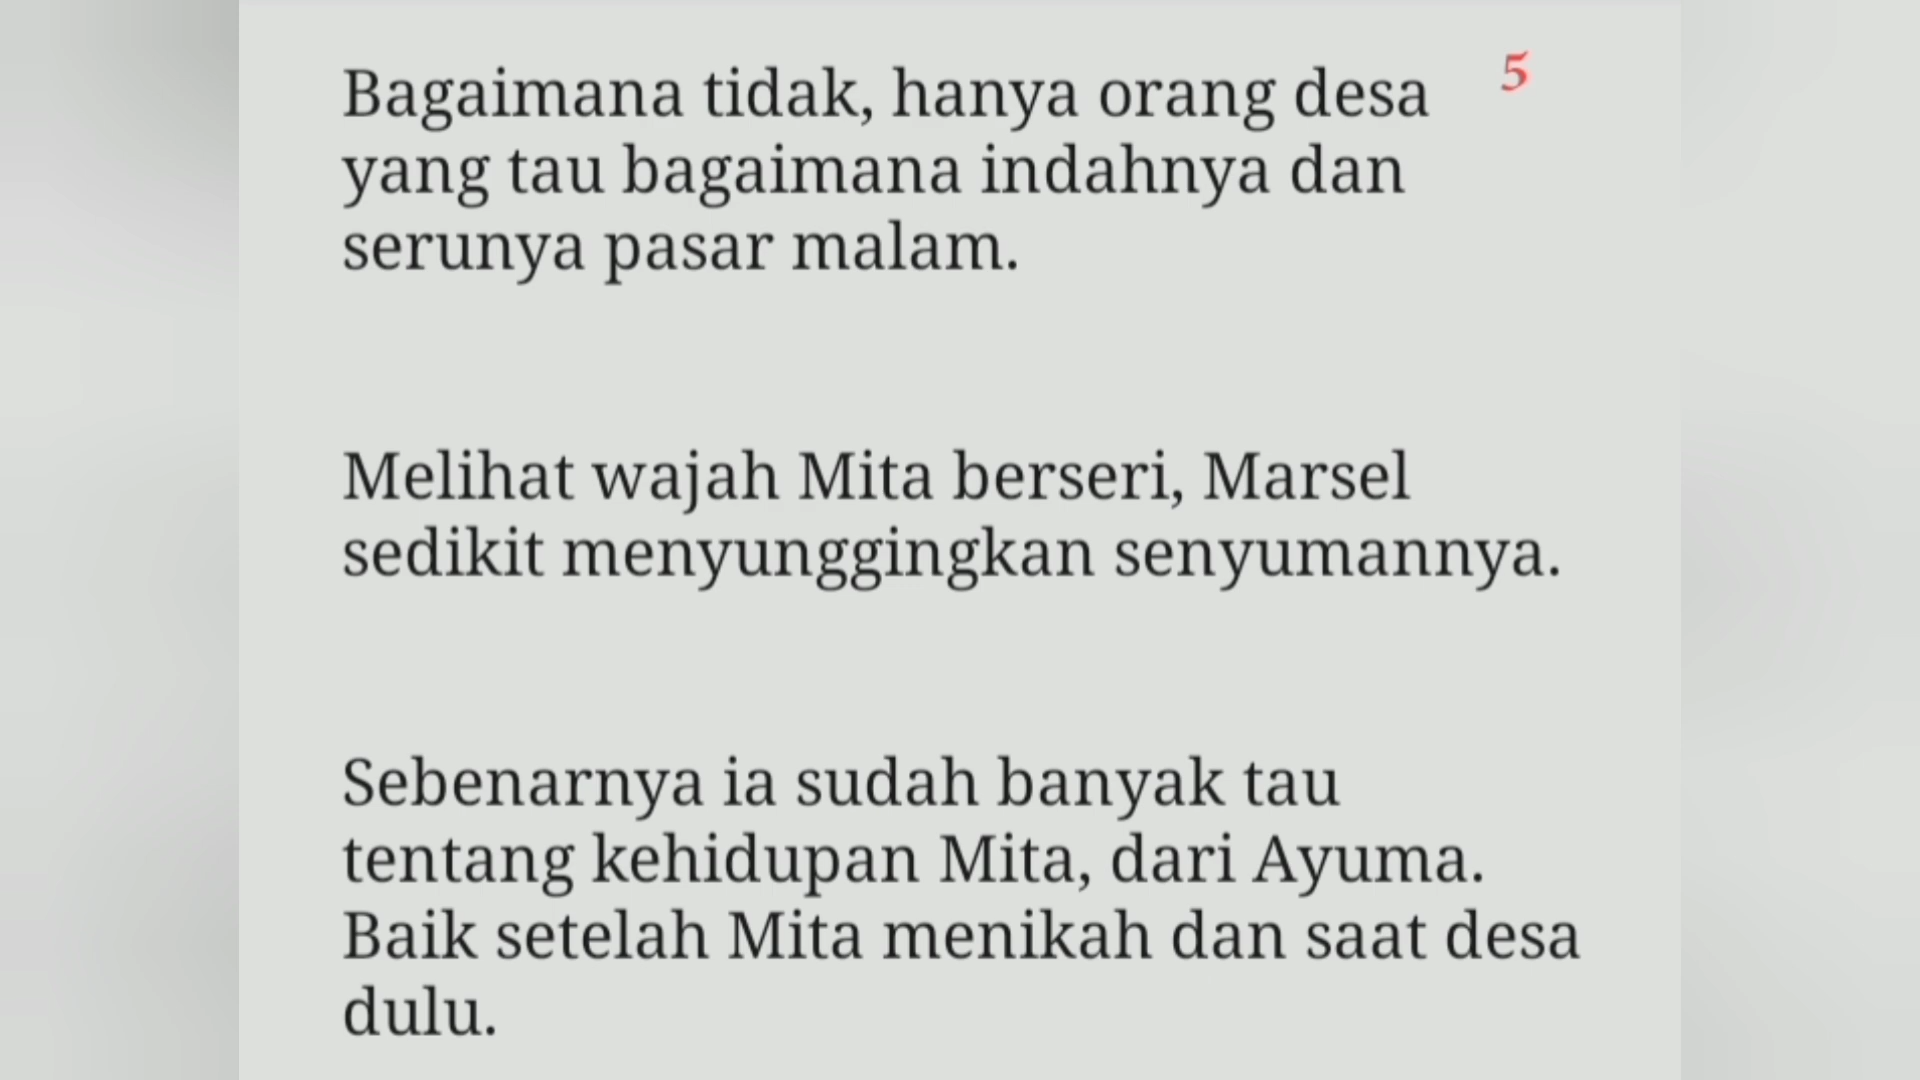 Bagaimana tidak, hanya orang desa 5
yang tau bagaimana indahnya dan
serunya pasar malam.
Melihat wajah Mita berseri, Marsel
sedikit menyunggingkan senyumannya.
Sebenarnya ia sudah banyak tau
tentang kehidupan Mita, dari Ayuma.
Baik setelah Mita menikah dan saat desa
dulu.